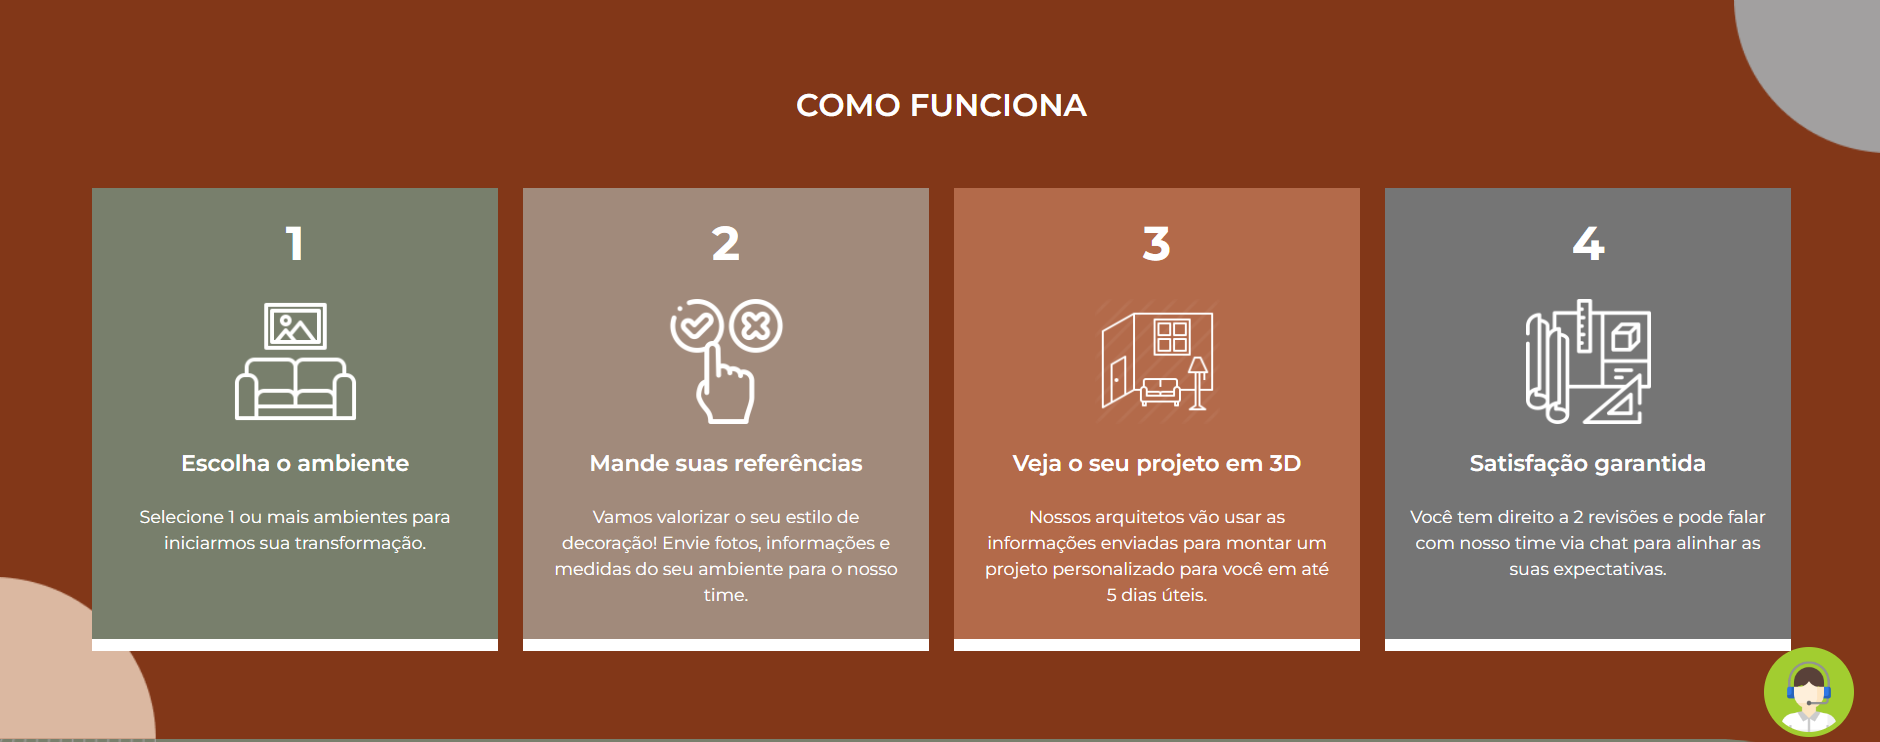 COMO FUNCIONA
1
Escolha o ambiente
Selecione 1 ou mais ambientes para
iniciarmos sua transformação.
2
Mande suas referências
Vamos valorizar o seu estilo de
decoração! Envie fotos, informações e
medidas do seu ambiente para o nosso
time.
3
Veja o seu projeto em 3D
Nossos arquitetos vão usar as
informações enviadas para montar um
projeto personalizado para você em até
5 dias úteis.
4
Satisfação garantida
Você tem direito a 2 revisões e pode falar
com nosso time via chat para alinhar as
suas expectativas.